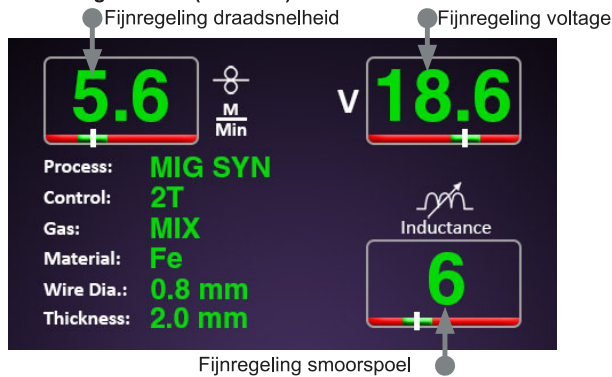 Fijnregeling draadsnelheid
Fijnregeling voltage
5.6
M
Min
V 18.6
Process: MIG SYN
Control: 2T
Gas: MIX
Material: Fe
Wire Dia.: 0.8 mm
Thickness: 2.0 mm
Inductance
6
Fijnregeling smoorspoel